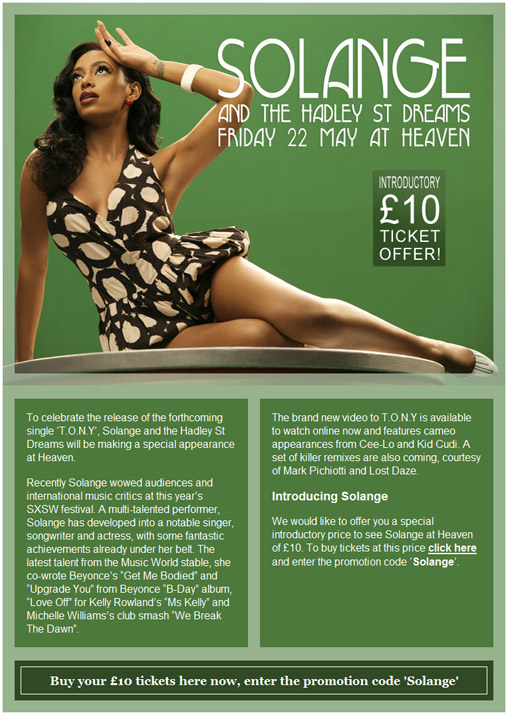 SOLANGE
AND THE HADLEY ST DREAMS
FRIDAY 22 MAY AT HEAVEN
INTRODUCTORY
£10
TICKET
OFFER!
To celebrate the release of the forthcoming
single 'T.O.N.Y', Solange and the Hadley St
Dreams will be making a special appearance
at Heaven.
Recently Solange wowed audiences and
international music critics at this year's
SXSW festival. A multi-talented performer,
Solange has developed into a notable singer,
songwriter and actress, with some fantastic
achievements already under her belt. The
latest talent from the Music World stable, she
co-wrote Beyonce's "Get Me Bodied" and
"Upgrade You" from Beyonce "B-Day" album,
"Love Off" for Kelly Rowland's "Ms Kelly" and
Michelle Williams's club smash "We Break
The Dawn".
The brand new video to T.O.N.Y is available
to watch online now and features cameo
appearances from Cee-Lo and Kid Cudi. A
set of killer remixes are also coming, courtesy
of Mark Pichiotti and Lost Daze.
Introducing Solange
We would like to offer you a special
introductory price to see Solange at Heaven
of £10. To buy tickets at this price click here
and enter the promotion code 'Solange'.
Buy your £10 tickets here now, enter the promotion code 'Solange'